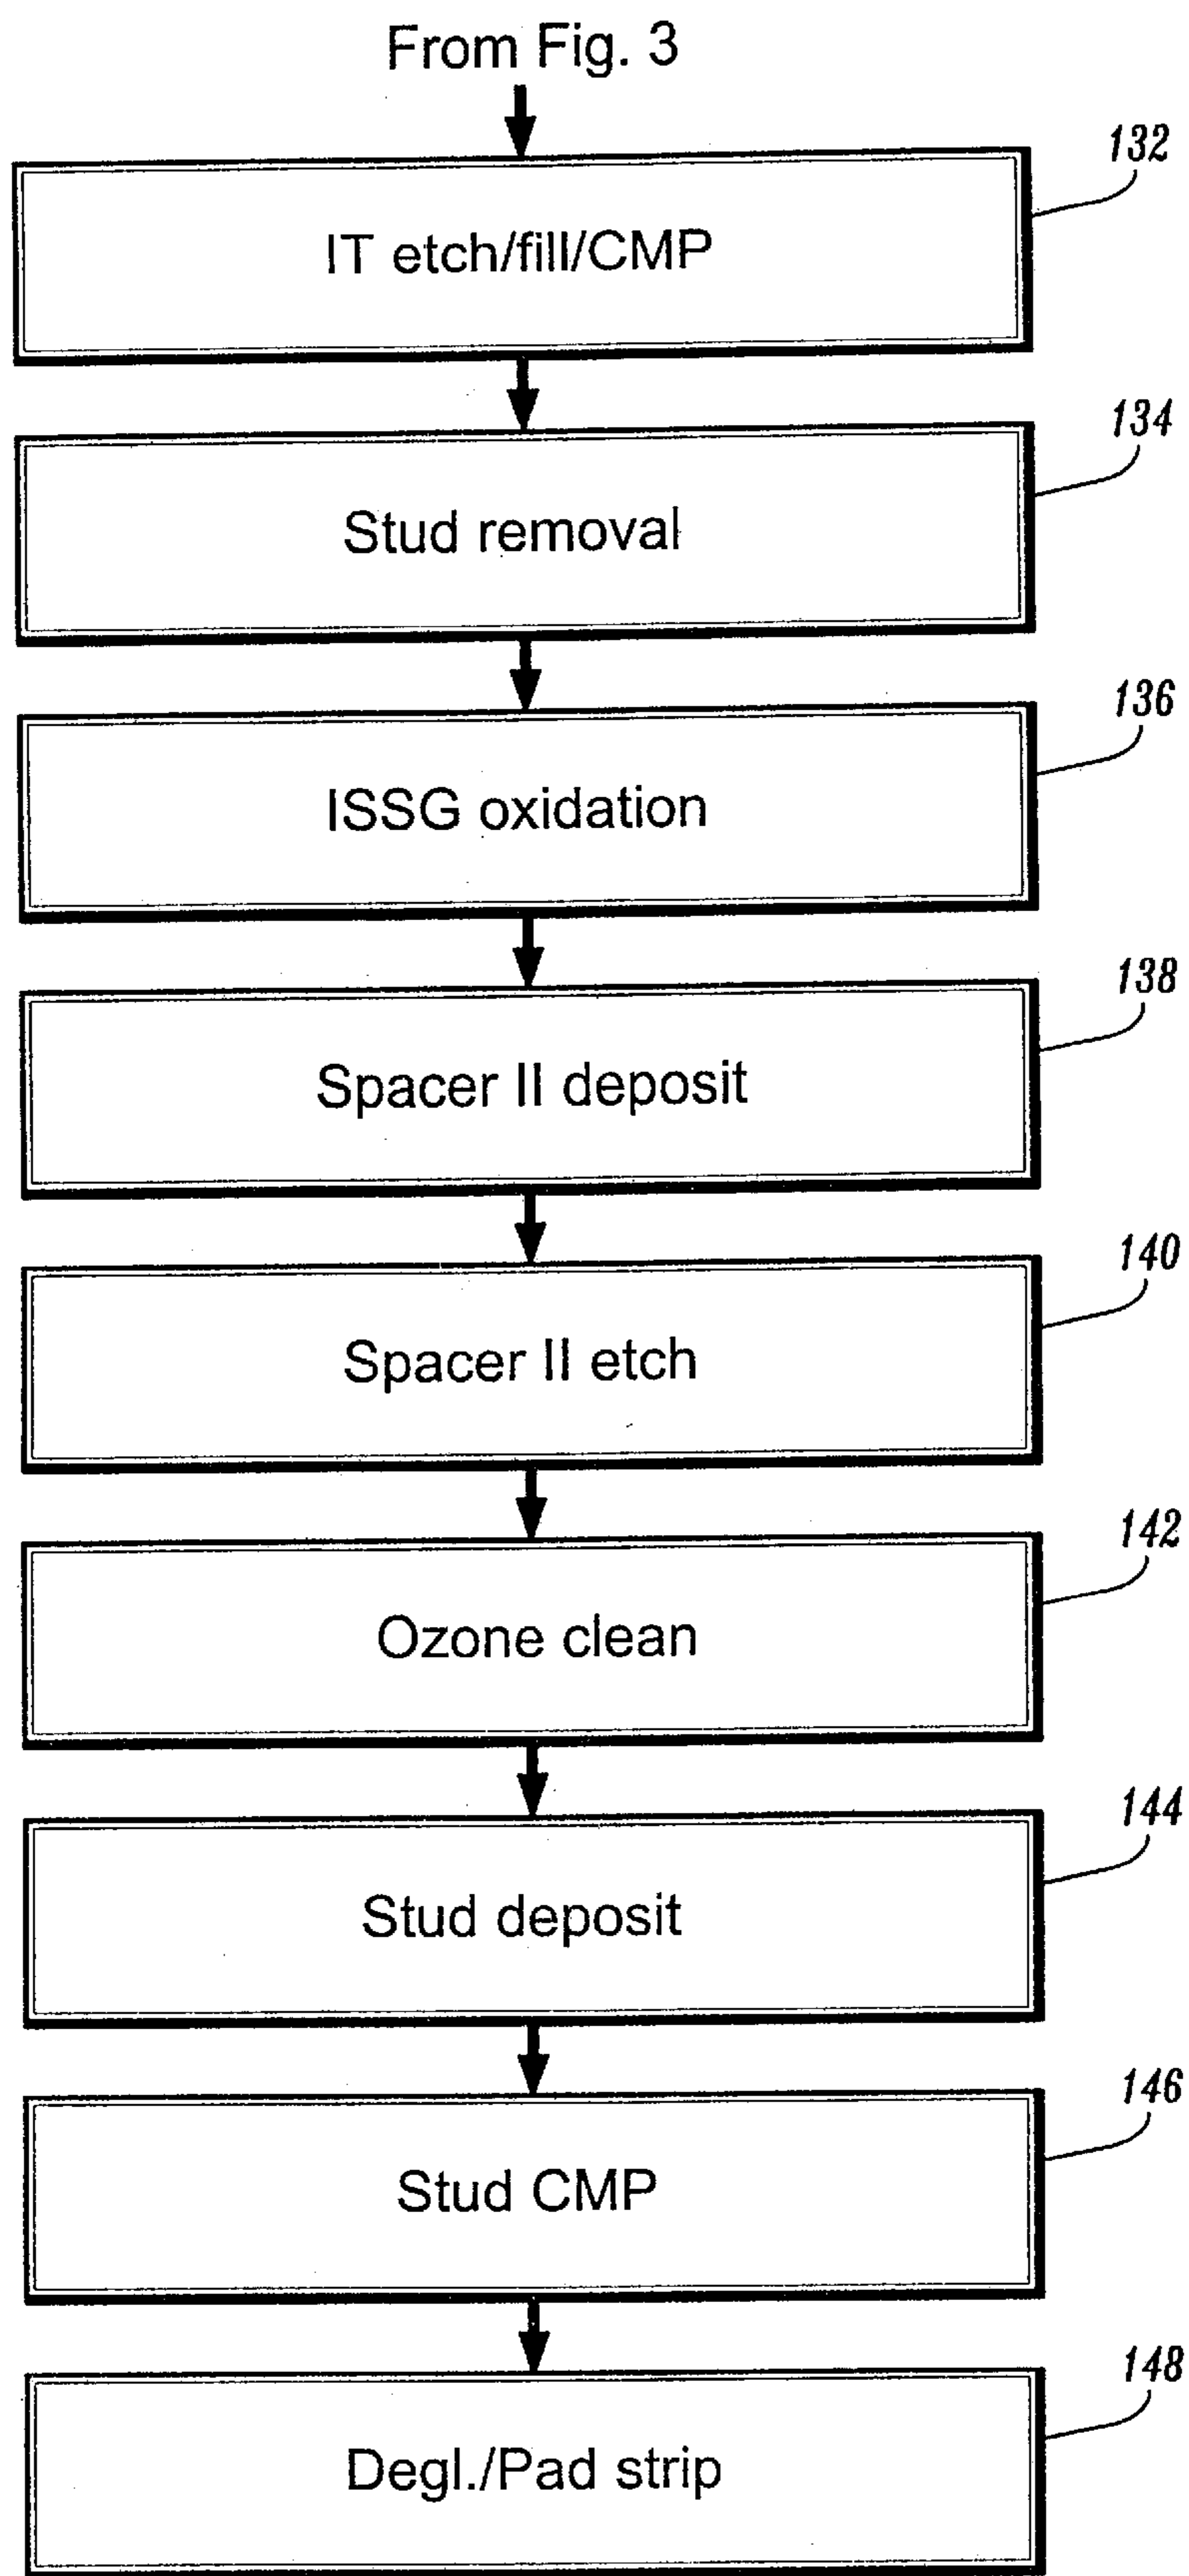 From Fig. 3
132
IT etch/fill/CMP
134
Stud removal
136
ISSG oxidation
138
Spacer II deposit
140
Spacer II etch
142
Ozone clean
144
Stud deposit
146
Stud CMP
148
Degl./Pad strip